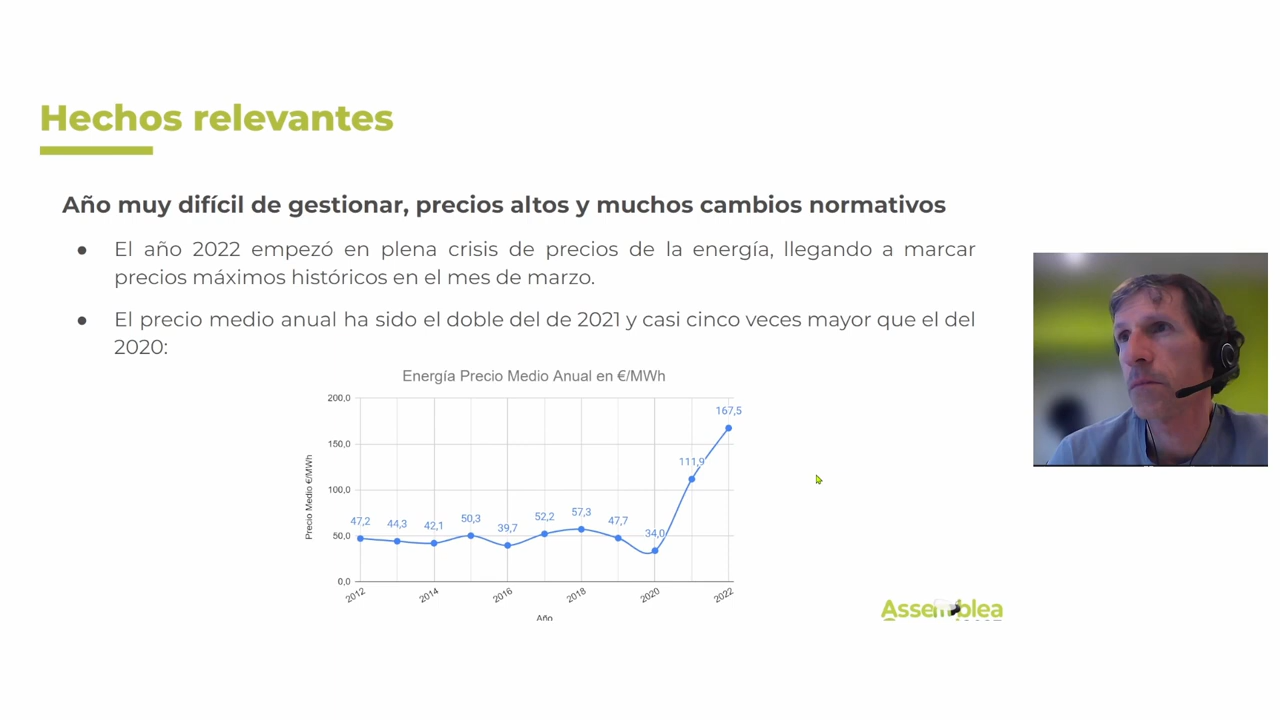 Hechos relevantes
Año muy difícil de gestionar, precios altos y muchos cambios normativos
● El año 2022 empezó en plena crisis de precios de la energía, llegando a marcar
precios máximos históricos en el mes de marzo.
● El precio medio anual ha sido el doble del de 2021 y casi cinco veces mayor que el del
2020:
Energía Precio Medio Anual en €/MWh
Precio Medio €/MWh
200,0
150,0
100,0
50,0
0,0
47,2
44,3
42,1
50,3
39,7
52,2
57,3
47,7
34,0
111,9
167,5
2012
2014
2016
2018
2020
2022
Año
Assemblea